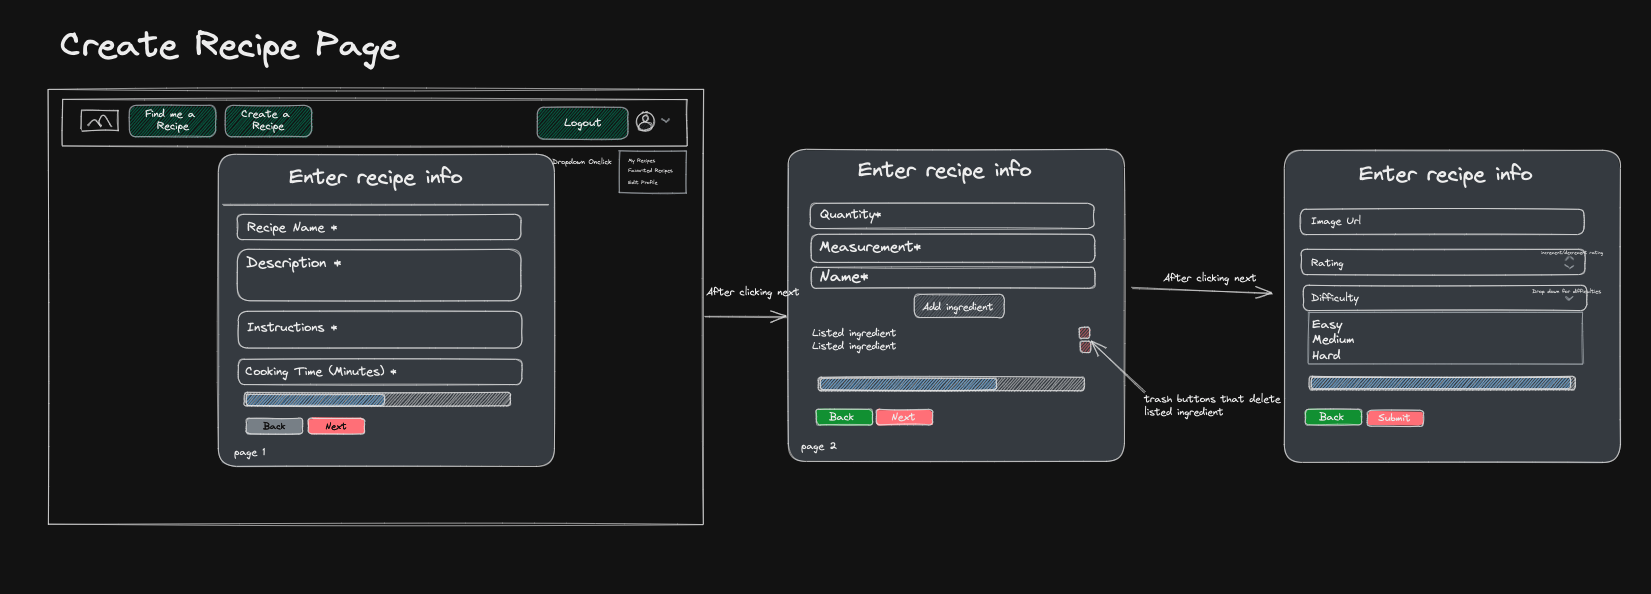 Create Recipe Page
Find me a
Recipe
Create a
Recipe
Logout
Dropdown Onclick
My Recipes
Favorited Recipes
Edit Profile
Enter recipe info
Recipe Name *
Description *
Instructions *
Cooking Time (Minutes) *
Back
Next
page 1
After clicking next
Enter recipe info
Quantity*
Measurement*
Name*
Add ingredient
Listed ingredient
Listed ingredient
Back
Next
page 2
trash buttons that delete
listed ingredient
After clicking next
Enter recipe info
Image Url
Rating
Increment/decrement rating
Difficulty
Drop down for difficulties
Easy
Medium
Hard
Back
Submit